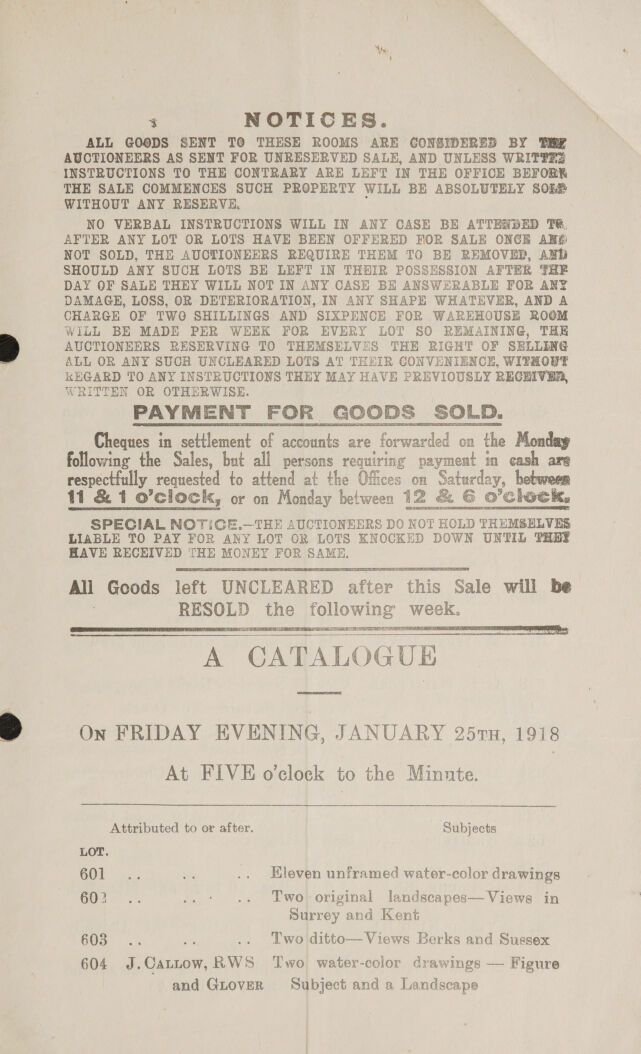 NOTICES.
ALL GOODS SENT TO THESE ROOMS ARE CONSIDERED BY THE
AUCTIONEERS AS SENT FOR UNRESERVED SALE, AND UNLESS WRITTEN
INSTRUCTIONS TO THE CONTRARY ARE LEFT IN THE OFFICE BEFORE
THE SALE COMMENCES SUCH PROPERTY WILL BE ABSOLUTELY SOLD
WITHOUT ANY RESERVE.
NO VERBAL INSTRUCTIONS WILL IN ANY CASE BE ATTENDED TO.
AFTER ANY LOT OR LOTS HAVE BEEN OFFERED FOR SALE ONCE AND
NOT SOLD, THE AUCTIONEERS REQUIRE THEM TO BE REMOVED, AND
SHOULD ANY SUCH LOTS BE LEFT IN THEIR POSSESSION AFTER THE
DAY OF SALE THEY WILL NOT IN ANY CASE BE ANSWERABLE FOR ANY
DAMAGE, LOSS, OR DETERIORATION, IN ANY SHAPE WHATEVER, AND A
CHARGE OF TWO SHILLINGS AND SIXPENCE FOR WAREHOUSE ROOM
WILL BE MADE PER WEEK FOR EVERY LOT SO REMAINING, THE
AUCTIONEERS RESERVING TO THEMSELVES THE RIGHT OF SELLING
ALL OR ANY SUCH UNCLEARED LOTS AT THEIR CONVENIENCE, WITHOUT
REGARD TO ANY INSTRUCTIONS THEY MAY HAVE PREVIOUSLY RECEIVED,
WRITTEN OR OTHERWISE.
PAYMENT FOR GOODS SOLD.
Cheques in settlement of accounts are forwarded on the Monday
following the Sales, but all persons requiring payment in cash are
respectfully requested to attend at the Offices on Saturday, between
11 & 1 o'clock, or on Monday between 12 & 6 o'clock.
SPECIAL NOTICE.—THE AUCTIONEERS DO NOT HOLD THEMSELVES
LIABLE TO PAY FOR ANY LOT OR LOTS KNOCKED DOWN UNTIL THEY
HAVE RECEIVED THE MONEY FOR SAME.
All Goods left UNCLEARED after this Sale will be
RESOLD the following week.
A CATALOGUE
ON FRIDAY EVENING, JANUARY 25TH, 1918
At FIVE o'clock to the Minute.
Attributed to or after. Subjects
LOT.
601 .. .. .. Eleven unframed water-color drawings
602 .. .. .. Two original landscapes—Views in
Surrey and Kent
603 .. .. .. Two ditto—Views Berks and Sussex
604 J. CALLOW, RWS Two water-color drawings — Figure
and GLOVER Subject and a Landscape